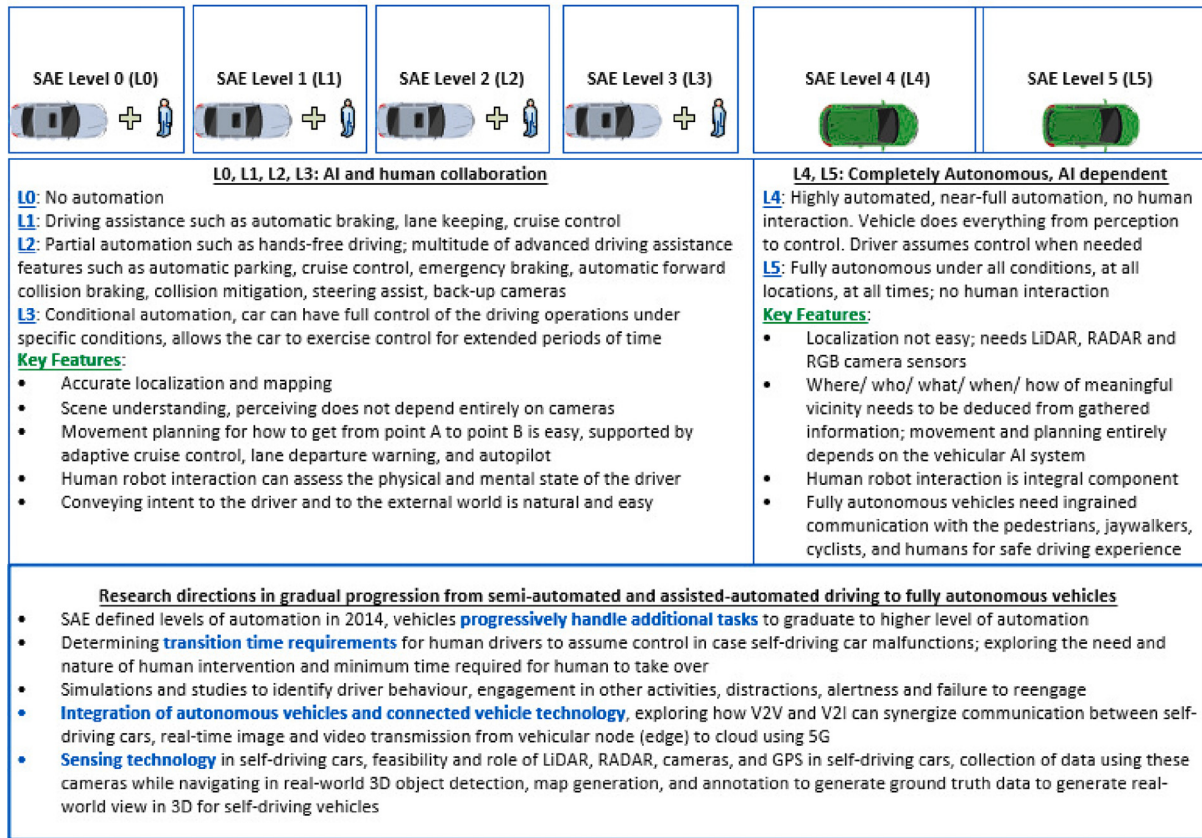 SAE Level 0 (L0)
SAE Level 1 (L1)
SAE Level 2 (L2)
SAE Level 3 (L3)
SAE Level 4 (L4)
SAE Level 5 (L5)
L0, L1, L2, L3: AI and human collaboration
L0: No automation
L1: Driving assistance such as automatic braking, lane keeping, cruise control
L2: Partial automation such as hands-free driving; multitude of advanced driving assistance
features such as automatic parking, cruise control, emergency braking, automatic forward
collision braking, collision mitigation, steering assist, back-up cameras
L3: Conditional automation, car can have full control of the driving operations under
specific conditions, allows the car to exercise control for extended periods of time
Key Features:
• Accurate localization and mapping
• Scene understanding, perceiving does not depend entirely on cameras
• Movement planning for how to get from point A to point B is easy, supported by
adaptive cruise control, lane departure warning, and autopilot
• Human robot interaction can assess the physical and mental state of the driver
• Conveying intent to the driver and to the external world is natural and easy
L4, L5: Completely Autonomous, AI dependent
L4: Highly automated, near-full automation, no human
interaction. Vehicle does everything from perception
to control. Driver assumes control when needed
L5: Fully autonomous under all conditions, at all
locations, at all times; no human interaction
Key Features:
• Localization not easy; needs LiDAR, RADAR and
RGB camera sensors
• Where/ who/ what/ when/ how of meaningful
vicinity needs to be deduced from gathered
information; movement and planning entirely
depends on the vehicular AI system
• Human robot interaction is integral component
• Fully autonomous vehicles need ingrained
communication with the pedestrians, jaywalkers,
cyclists, and humans for safe driving experience
Research directions in gradual progression from semi-automated and assisted-automated driving to fully autonomous vehicles
• SAE defined levels of automation in 2014, vehicles progressively handle additional tasks to graduate to higher level of automation
• Determining transition time requirements for human drivers to assume control in case self-driving car malfunctions; exploring the need and
nature of human intervention and minimum time required for human to take over
• Simulations and studies to identify driver behaviour, engagement in other activities, distractions, alertness and failure to reengage
• Integration of autonomous vehicles and connected vehicle technology, exploring how V2V and V2I can synergize communication between self-
driving cars, real-time image and video transmission from vehicular node (edge) to cloud using 5G
• Sensing technology in self-driving cars, feasibility and role of LiDAR, RADAR, cameras, and GPS in self-driving cars, collection of data using these
cameras while navigating in real-world 3D object detection, map generation, and annotation to generate ground truth data to generate real-
world view in 3D for self-driving vehicles